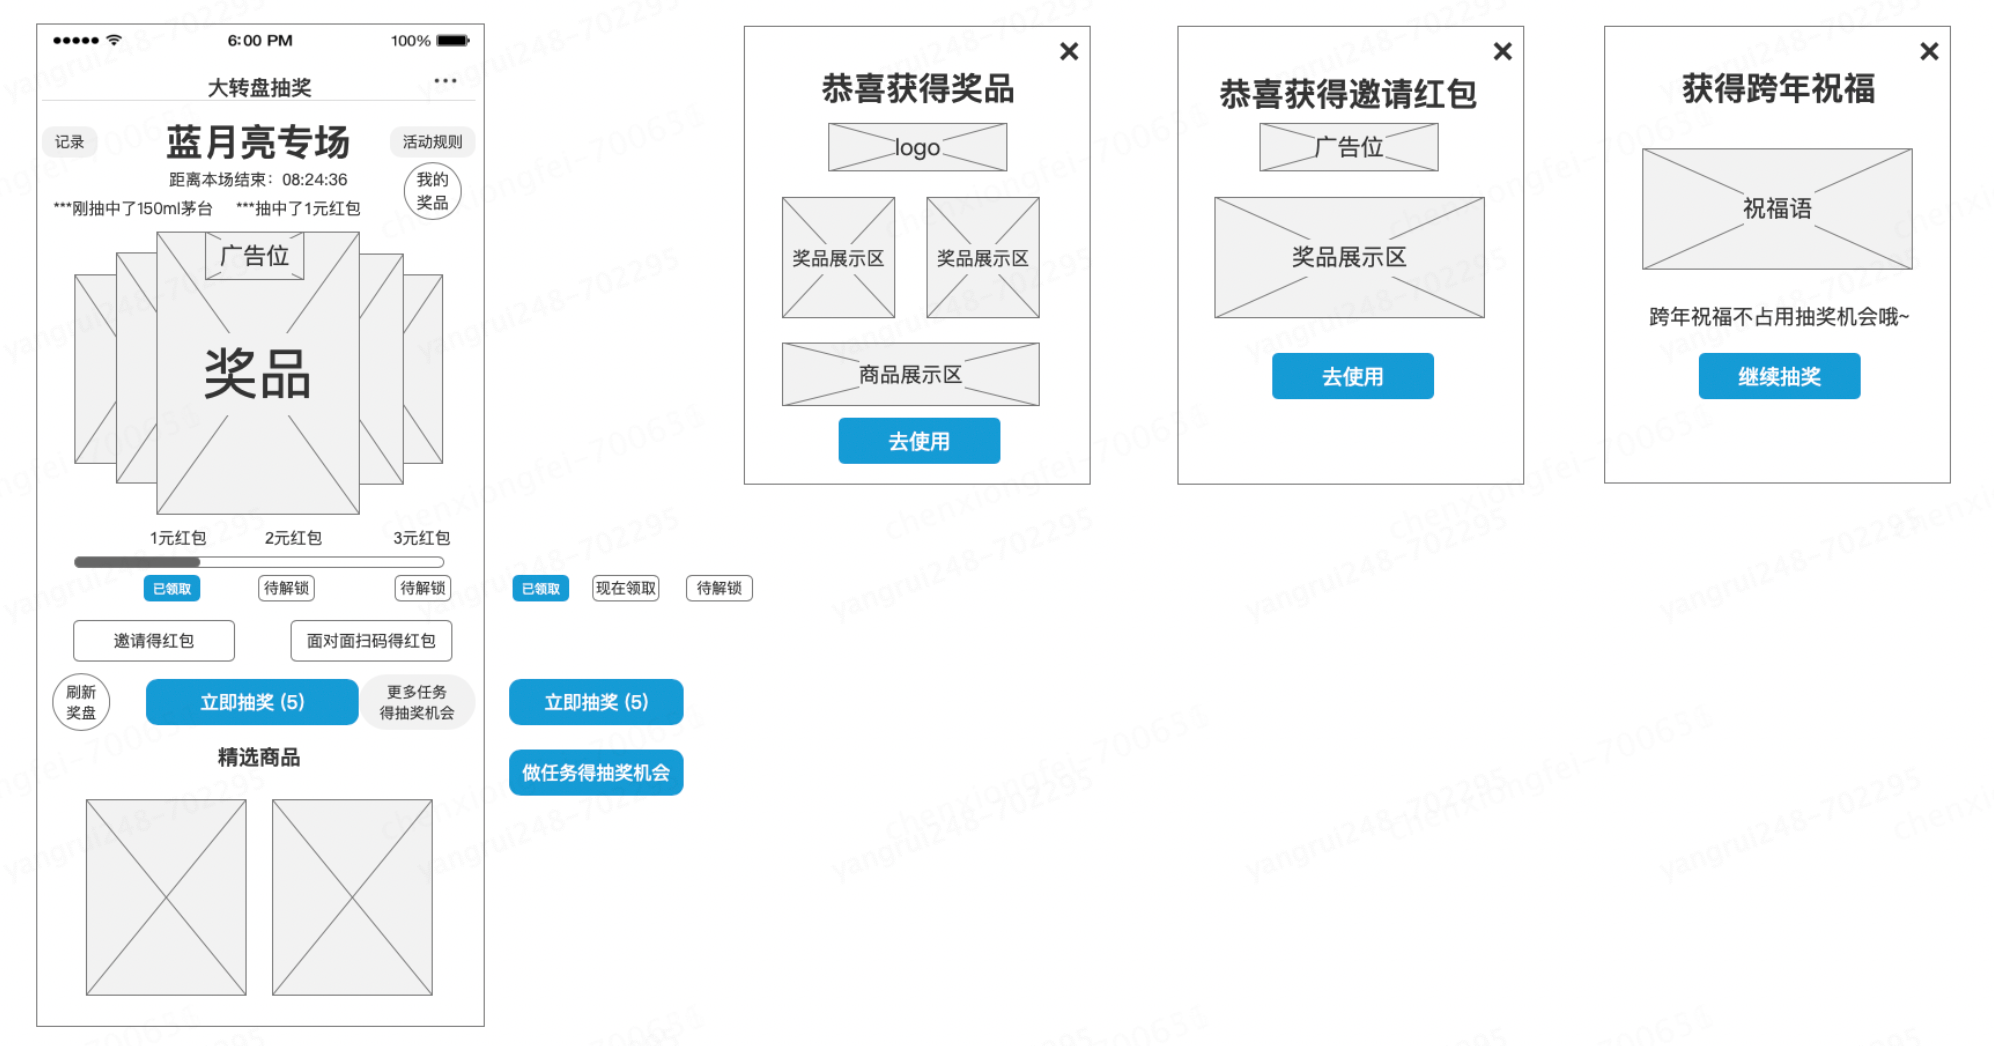 6:00 PM
100%
大转盘抽奖
记录
蓝月亮专场
活动规则
距离本场结束：08:24:36
我的
奖品
***刚抽中了150ml茅台
***抽中了1元红包
广告位
奖品
1元红包
2元红包
3元红包
已领取
待解锁
待解锁
邀请得红包
面对面扫码得红包
刷新
奖盘
立即抽奖 (5)
更多任务
得抽奖机会
精选商品
已领取
现在领取
待解锁
立即抽奖 (5)
做任务得抽奖机会
恭喜获得奖品
logo
奖品展示区
奖品展示区
商品展示区
去使用
恭喜获得邀请红包
广告位
奖品展示区
去使用
获得跨年祝福
祝福语
跨年祝福不占用抽奖机会哦~
继续抽奖